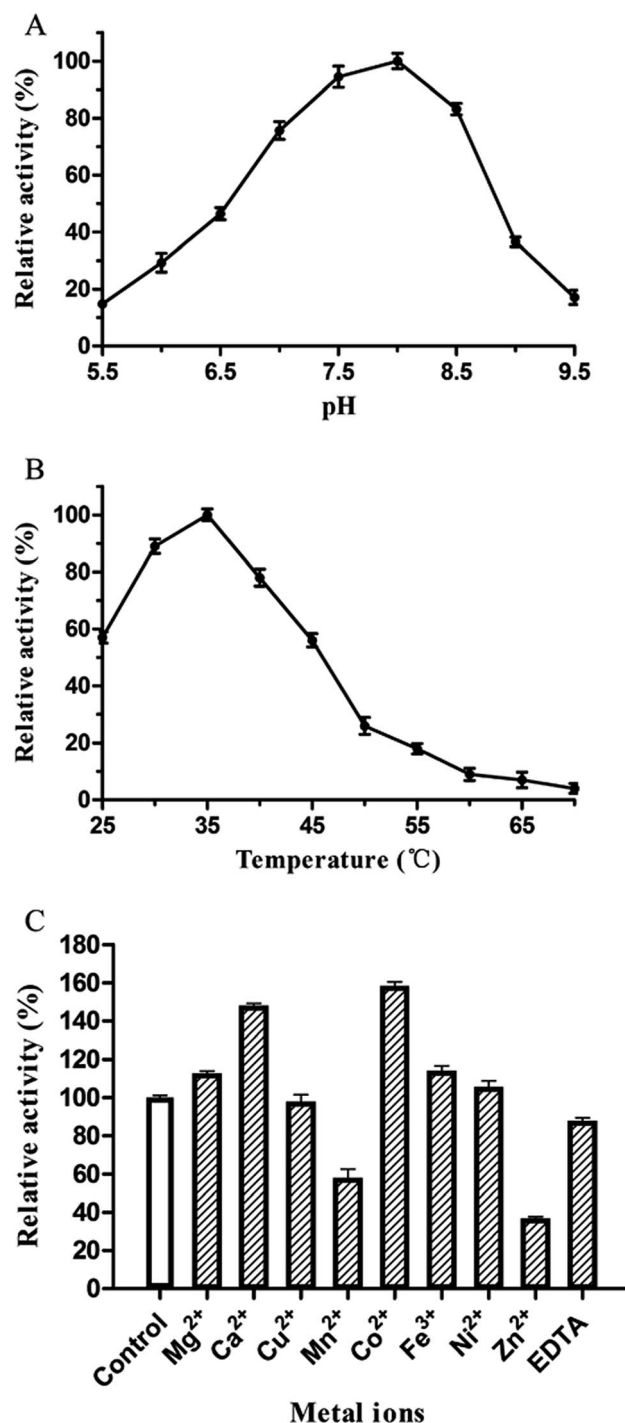 A
Relative activity (%)
100
80
60
40
20
0
5.5 6.5 7.5 8.5 9.5
pH
B
Relative activity (%)
100
80
60
40
20
0
25 35 45 55 65
Temperature (℃)
C
Relative activity (%)
180
160
140
120
100
80
60
40
20
0
Control Mg²⁺ Ca²⁺ Cu²⁺ Mn²⁺ Co²⁺ Fe³⁺ Ni²⁺ Zn²⁺ EDTA
Metal ions